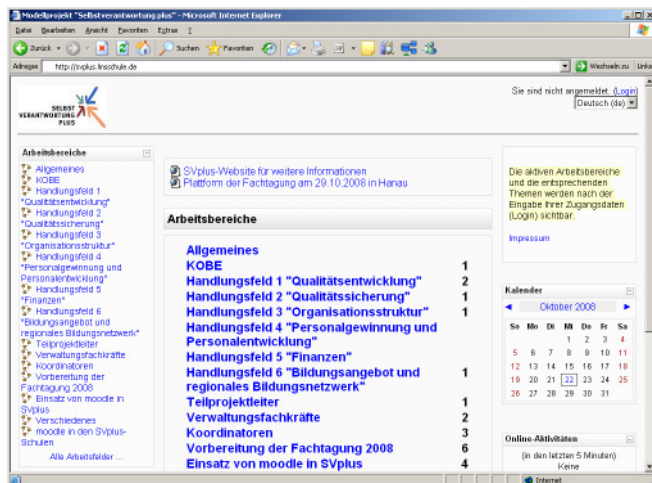 Modellprojekt "Selbstverantwortung plus" - Microsoft Internet Explorer
Datei Bearbeiten Ansicht Favoriten Extras ?
Zurück Suchen Favoriten
Adresse http://svplus.linsschule.de Wechseln zu Links
SELBST
VERANTWORTUNG
PLUS
Sie sind nicht angemeldet. (Login)
Deutsch (de)
Arbeitsbereiche
Allgemeines
KOBE
Handlungsfeld 1
"Qualitätsentwicklung"
Handlungsfeld 2
"Qualitätssicherung"
Handlungsfeld 3
"Organisationsstruktur"
Handlungsfeld 4
"Personalgewinnung und
Personalentwicklung"
Handlungsfeld 5
"Finanzen"
Handlungsfeld 6
"Bildungsangebot und
regionales Bildungsnetzwerk"
Teilprojektleiter
Verwaltungsfachkräfte
Koordinatoren
Vorbereitung der
Fachtagung 2008
Einsatz von moodle in
SVplus
Verschiedenes
moodle in den SVplus-
Schulen
Alle Arbeitsfelder ...
SVplus-Website für weitere Informationen
Plattform der Fachtagung am 29.10.2008 in Hanau
Arbeitsbereiche
Allgemeines
KOBE 1
Handlungsfeld 1 "Qualitätsentwicklung" 2
Handlungsfeld 2 "Qualitätssicherung" 1
Handlungsfeld 3 "Organisationsstruktur" 1
Handlungsfeld 4 "Personalgewinnung und
Personalentwicklung"
Handlungsfeld 5 "Finanzen"
Handlungsfeld 6 "Bildungsangebot und 1
regionales Bildungsnetzwerk"
Teilprojektleiter 1
Verwaltungsfachkräfte 2
Koordinatoren 3
Vorbereitung der Fachtagung 2008 6
Einsatz von moodle in SVplus 4
Die aktiven Arbeitsbereiche
und die entsprechenden
Themen werden nach der
Eingabe Ihrer Zugangsdaten
(Login) sichtbar.
Impressum
Kalender
Oktober 2008
So Mo Di Mi Do Fr Sa
1 2 3 4
5 6 7 8 9 10 11
12 13 14 15 16 17 18
19 20 21 22 23 24 25
26 27 28 29 30 31
Online-Aktivitäten
(in den letzten 5 Minuten)
Keine
Internet